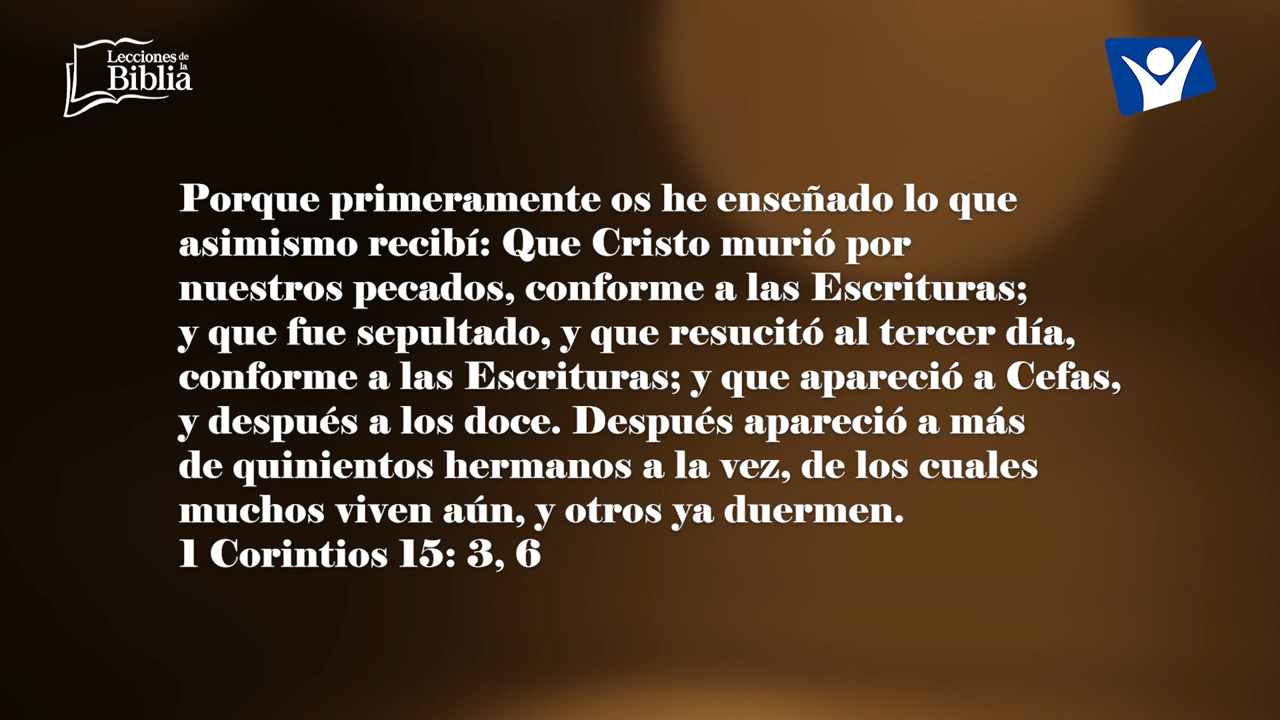 Lecciones de
la
Biblia
Porque primeramente os he enseñado lo que
asimismo recibí: Que Cristo murió por
nuestros pecados, conforme a las Escrituras;
y que fue sepultado, y que resucitó al tercer día,
conforme a las Escrituras; y que apareció a Cefas,
y después a los doce. Después apareció a más
de quinientos hermanos a la vez, de los cuales
muchos viven aún, y otros ya duermen.
1 Corintios 15: 3, 6